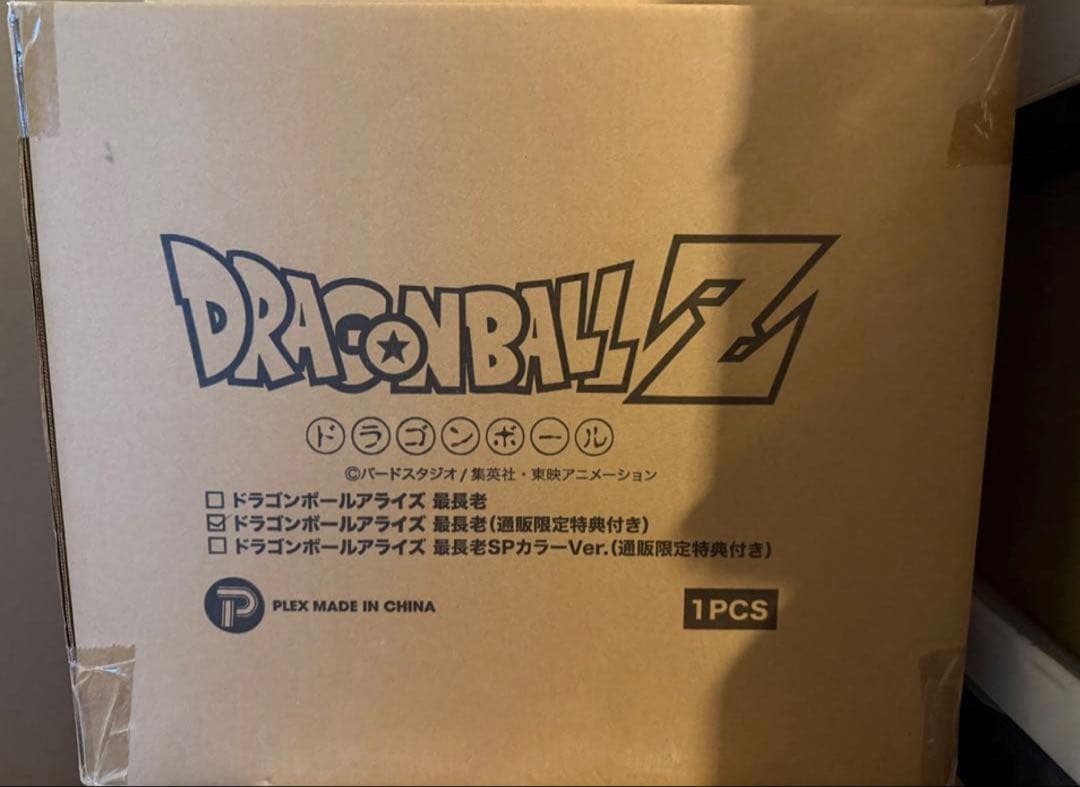 DRAGONBALL Z
ドラゴンボール
©バードスタジオ/集英社・東映アニメーション
☐ ドラゴンボールアライズ 最長老
☑ ドラゴンボールアライズ 最長老(通販限定特典付き)
☐ ドラゴンボールアライズ 最長老SPカラーVer.(通販限定特典付き)
PLEX MADE IN CHINA
1PCS